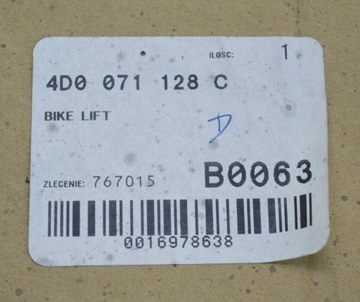 ILOSC: 1
4D0 071 128 C
BIKE LIFT
D
ZLECENIE: 767015 B0063
0016978638